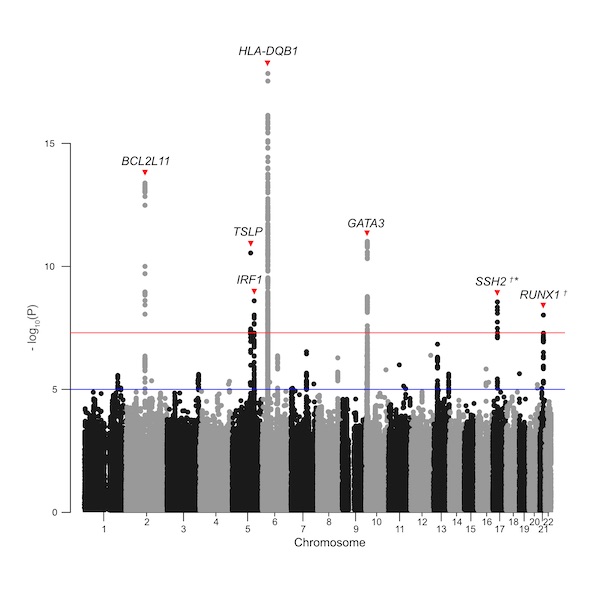 HLA-DQB1
15
BCL2L11
TSLP
GATA3
10
IRF1
SSH2 †*
RUNX1 †
- log10(P)
5
0
1 2 3 4 5 6 7 8 9 10 11 12 13 14 15 16 17 18 19 20 21 22
Chromosome